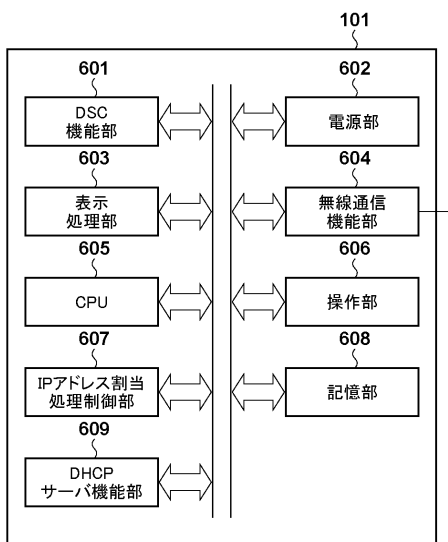 101
601
DSC
機能部
602
電源部
603
表示
処理部
604
無線通信
機能部
605
CPU
606
操作部
607
IPアドレス割当
処理制御部
608
記憶部
609
DHCP
サーバ機能部